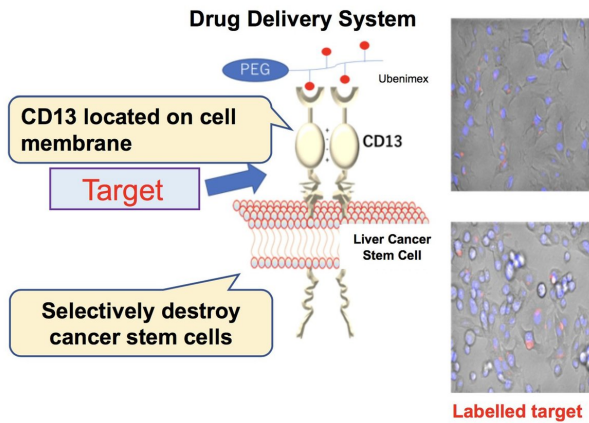 Drug Delivery System
PEG
Ubenimex
CD13 located on cell
membrane
CD13
Target
Liver Cancer
Stem Cell
Selectively destroy
cancer stem cells
Labelled target